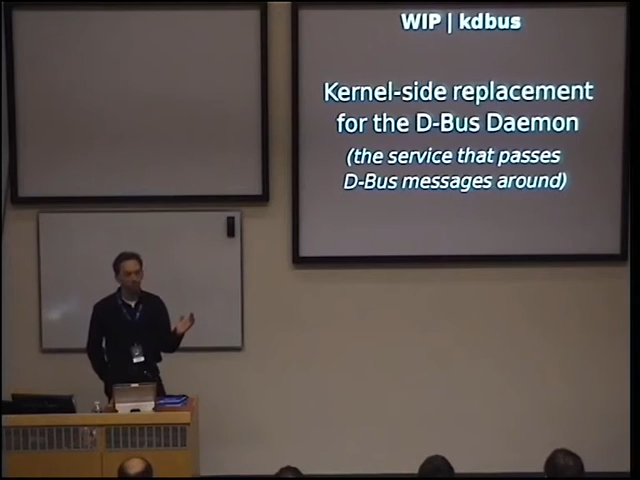 WIP | kdbus
Kernel-side replacement
for the D-Bus Daemon
(the service that passes
D-Bus messages around)